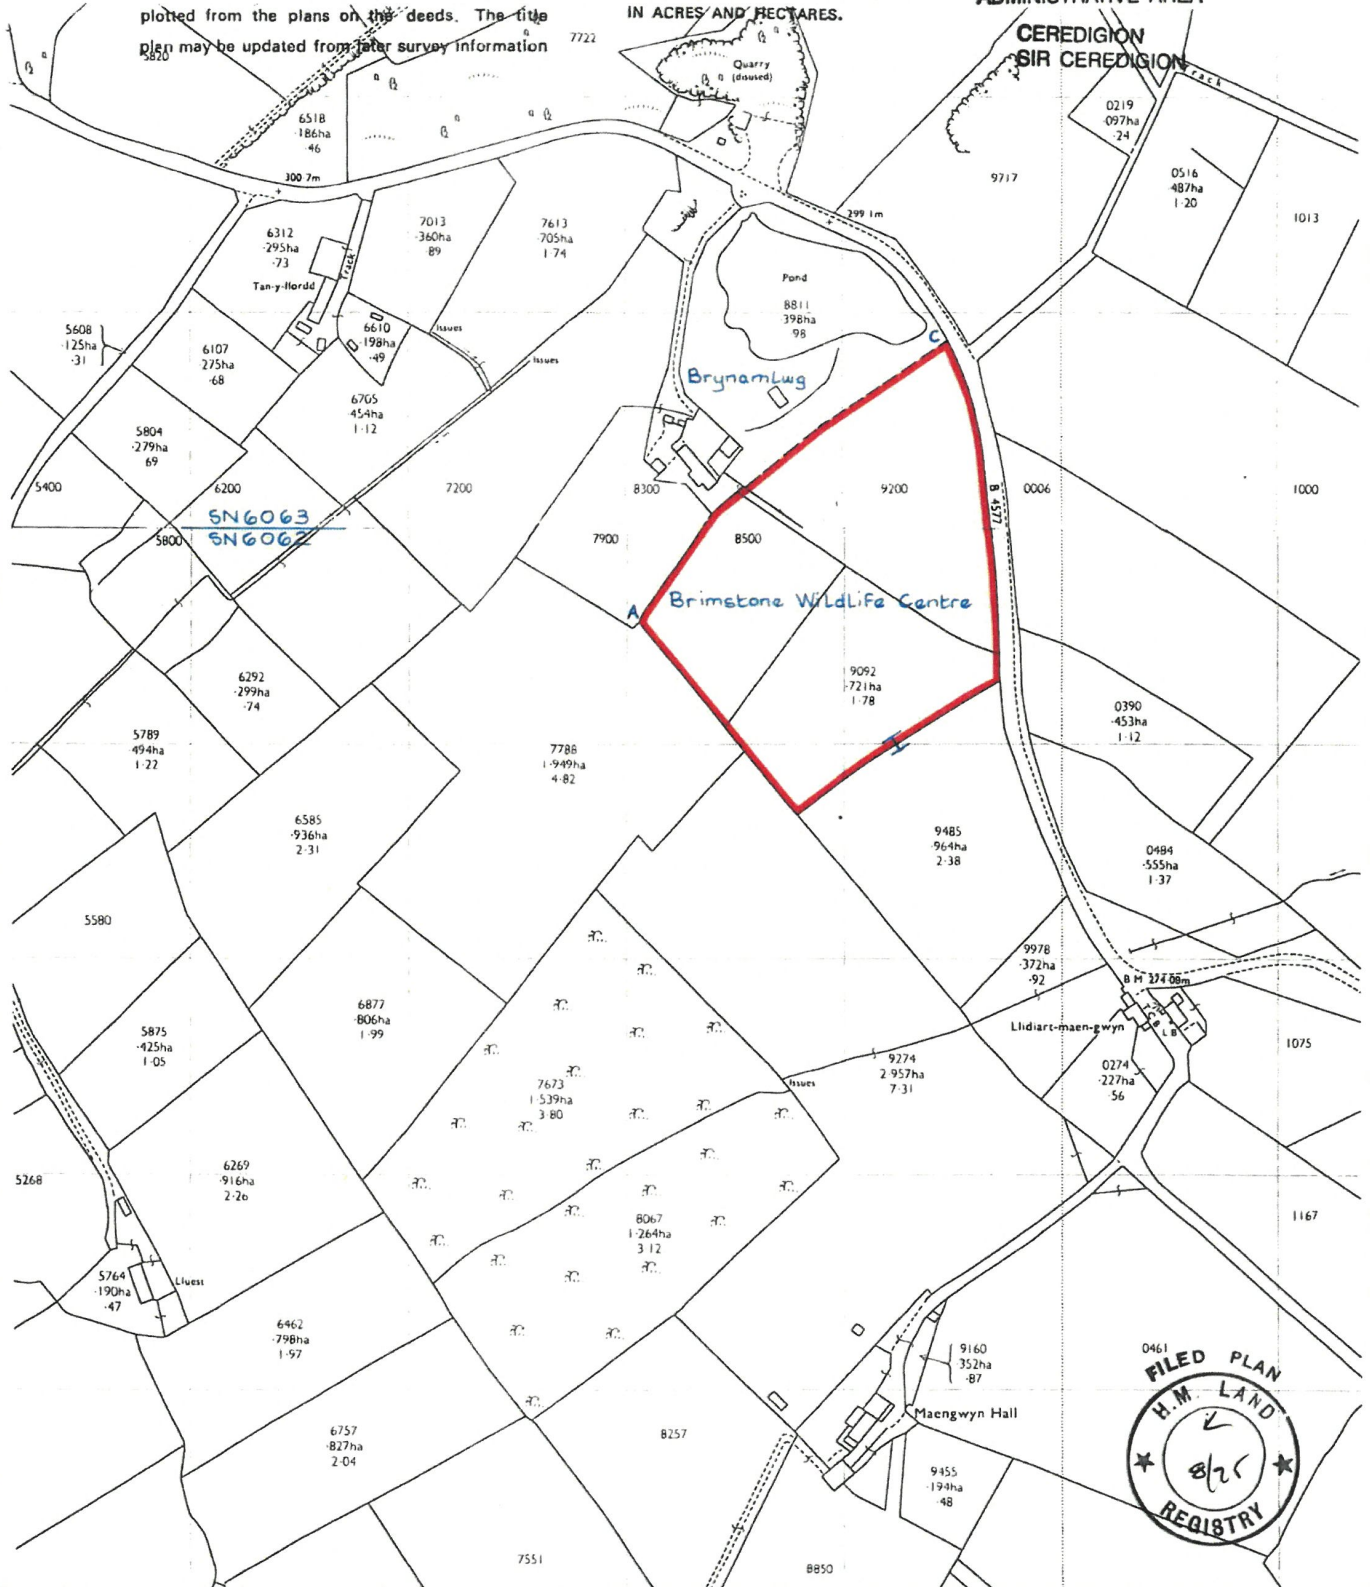 plotted from the plans on the deeds. The title
plan may be updated from later survey information
IN ACRES AND HECTARES.
ADMINISTRATIVE AREA
CEREDIGION
SIR CEREDIGION
5820
7722
Quarry
(disused)
Track
0219
·097ha
·24
6518
·186ha
·46
300·7m
9717
0516
·487ha
1·20
1013
299·1m
6312
·295ha
·73
7013
·360ha
·89
7613
·705ha
1·74
Track
Tan-y-ffordd
Pond
8811
·398ha
·98
5608
·125ha
·31
6107
·275ha
·68
6610
·198ha
·49
Issues
Issues
C
Brynamlwg
6705
·454ha
1·12
5804
·279ha
·69
5400
6200
7200
8300
9200
B 4577
0006
1000
SN6063
SN6062
5800
7900
8500
A
Brimstone Wildlife Centre
6292
·299ha
·74
9092
·721ha
1·78
0390
·453ha
1·12
5789
·494ha
1·22
7788
1·949ha
4·82
6585
·936ha
2·31
9485
·964ha
2·38
0484
·555ha
1·37
5580
9978
·372ha
·92
B M 274·08m
6877
·806ha
1·99
5875
·425ha
1·05
Llidiart-maen-gwyn
T C B
L B
1075
9274
2·957ha
7·31
0274
·227ha
·56
7673
1·539ha
3·80
Issues
5268
6269
·916ha
2·26
8067
1·264ha
3·12
1167
5764
·190ha
·47
Lluest
6462
·798ha
1·97
9160
·352ha
·87
0461
FILED PLAN
H.M. LAND
8/25
REGISTRY
Maengwyn Hall
6757
·827ha
2·04
8257
9455
·194ha
·48
7551
8850